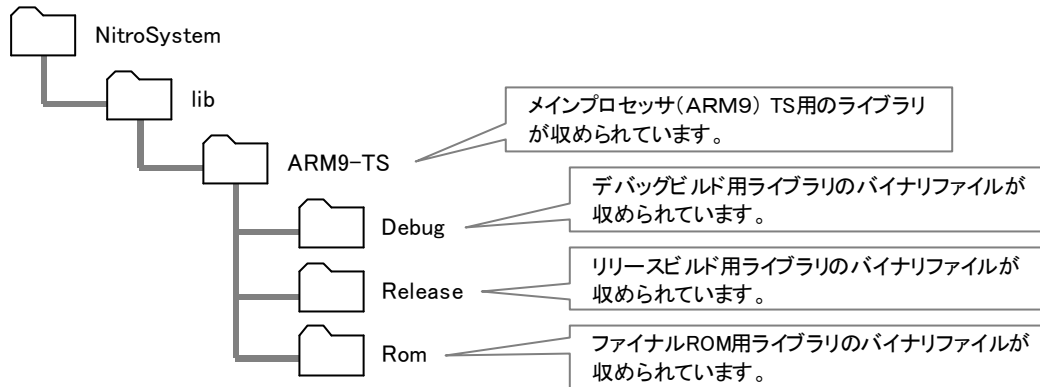 NitroSystem
lib
メインプロセッサ(ARM9) TS用のライブラリ
が収められています。
ARM9-TS
デバッグビルド用ライブラリのバイナリファイルが
収められています。
Debug
リリースビルド用ライブラリのバイナリファイルが
収められています。
Release
ファイナルROM用ライブラリのバイナリファイルが
収められています。
Rom